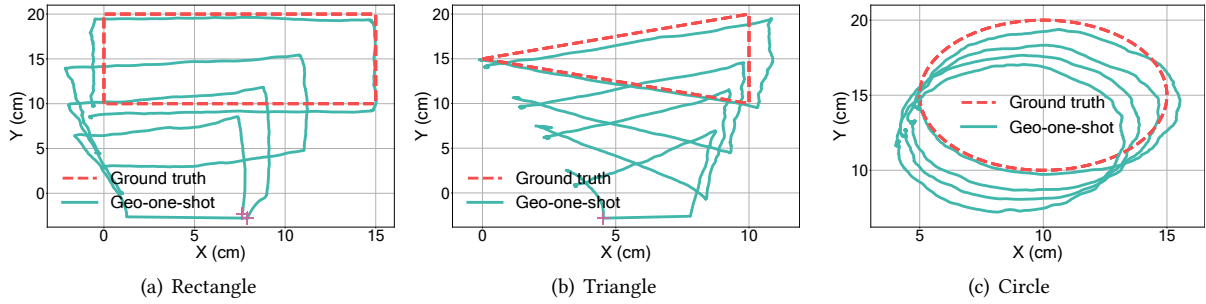 20
15
10
5
0
Y (cm)
Ground truth
Geo-one-shot
0
5
10
15
X (cm)
(a) Rectangle
20
15
10
5
0
Y (cm)
Ground truth
Geo-one-shot
0
5
10
X (cm)
(b) Triangle
20
15
10
Y (cm)
Ground truth
Geo-one-shot
5
10
15
X (cm)
(c) Circle